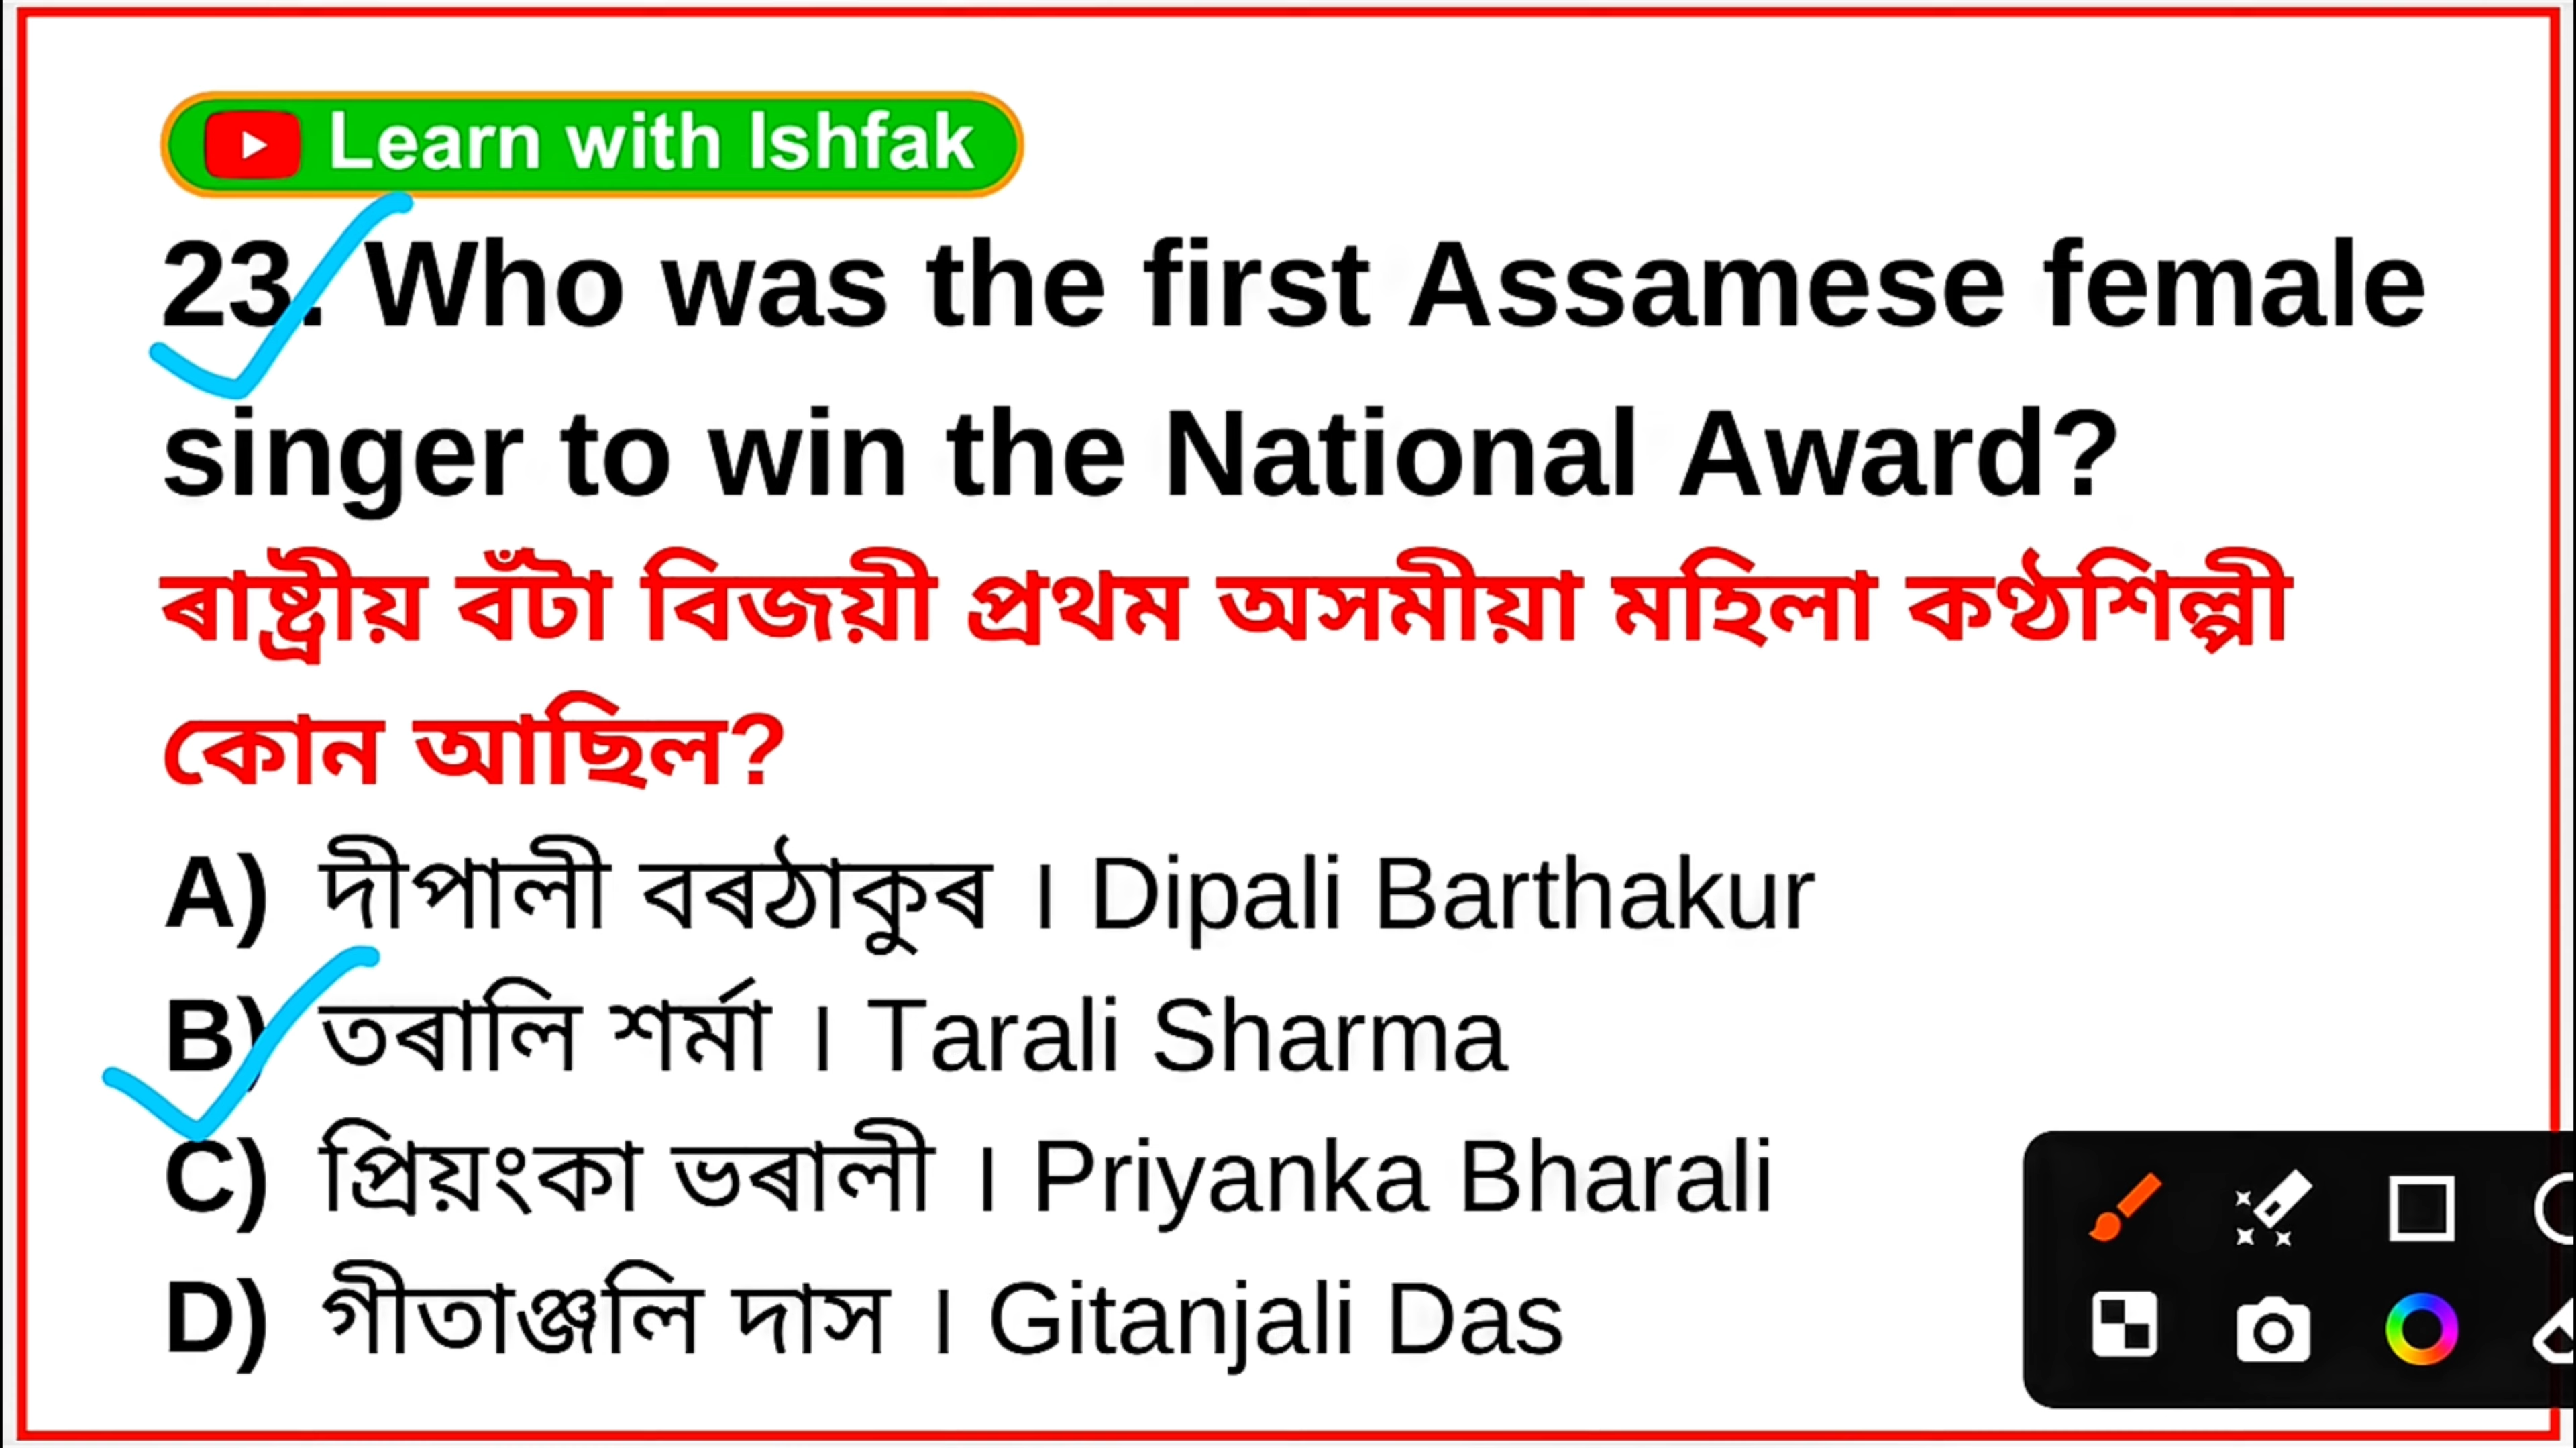 Learn with Ishfak
23. Who was the first Assamese female
singer to win the National Award?
ৰাষ্ট্ৰীয় বঁটা বিজয়ী প্ৰথম অসমীয়া মহিলা কণ্ঠশিল্পী
কোন আছিল?
A) দীপালী বৰঠাকুৰ । Dipali Barthakur
B) তৰালি শৰ্মা । Tarali Sharma
C) প্ৰিয়ংকা ভৰালী । Priyanka Bharali
D) গীতাঞ্জলি দাস । Gitanjali Das